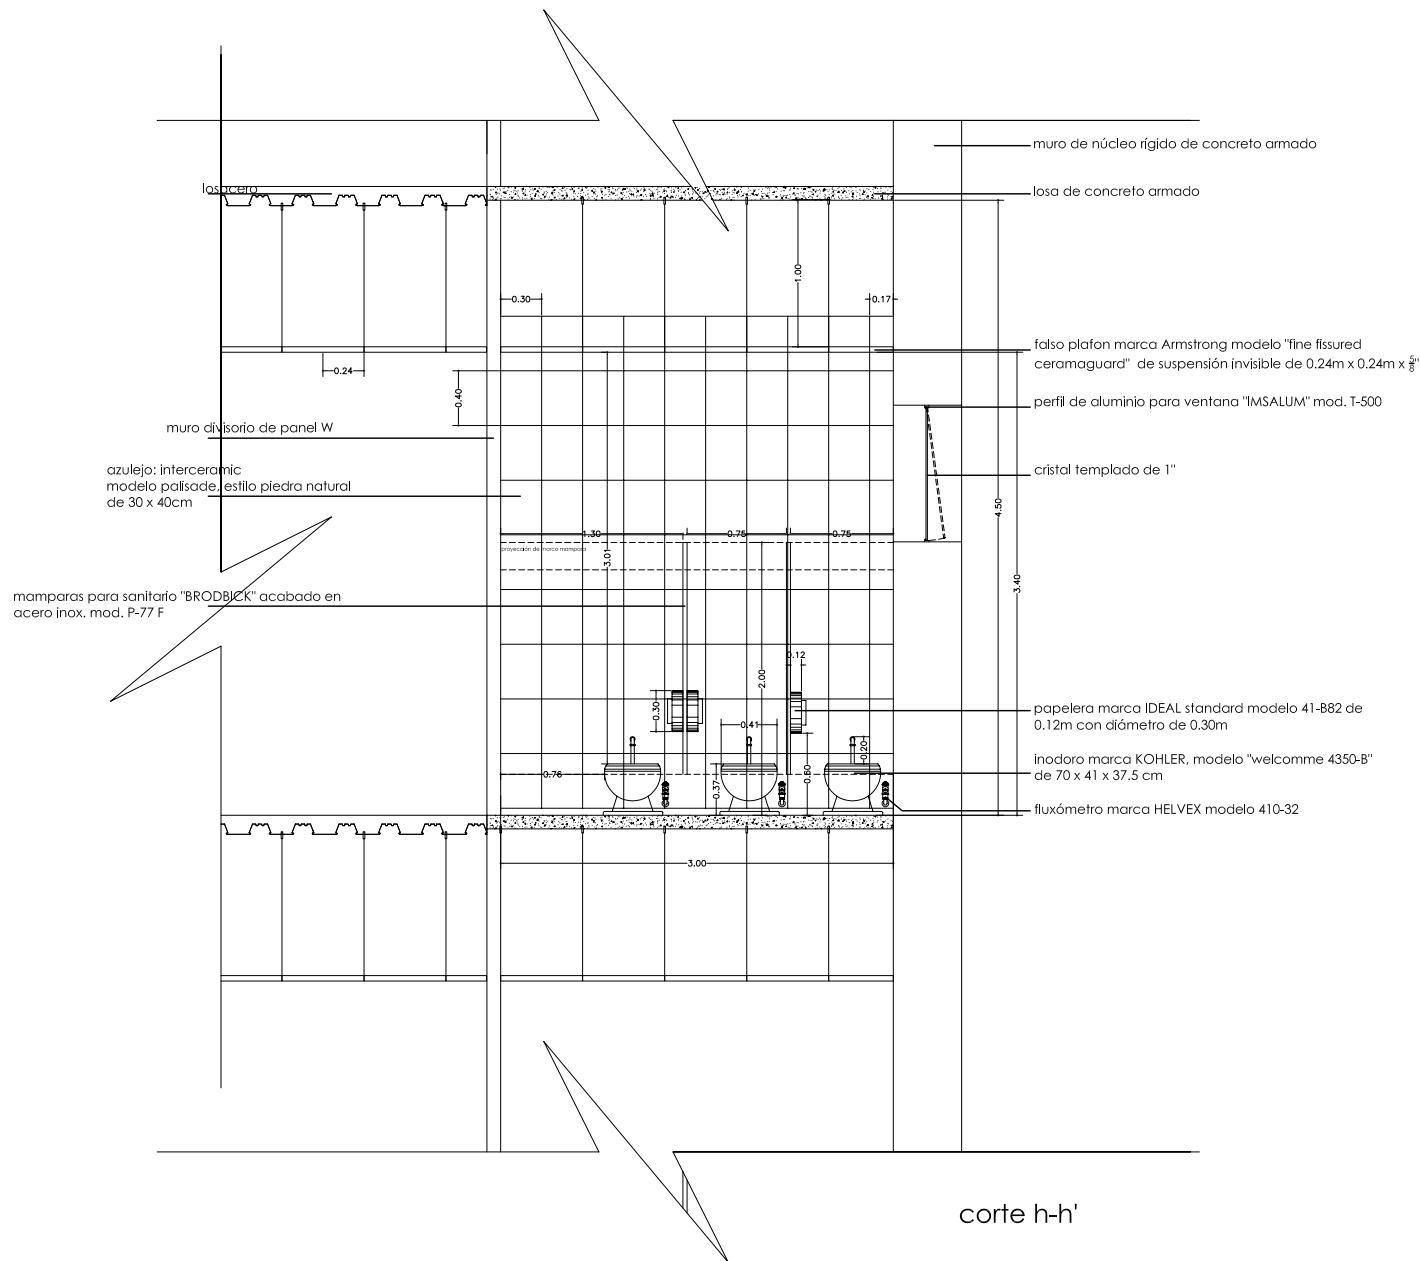 muro de núcleo rígido de concreto armado
losacero
losa de concreto armado
1.00
0.30
0.17
falso plafon marca Armstrong modelo "fine fissured
ceramaguard" de suspensión invisible de 0.24m x 0.24m x 5/8"
0.24
0.40
perfil de aluminio para ventana "IMSALUM" mod. T-500
muro divisorio de panel W
azulejo: interceramic
modelo palisade, estilo piedra natural
de 30 x 40cm
cristal templado de 1"
4.50
1.30
0.75
0.75
proyección de marco mampara
3.01
3.40
mamparas para sanitario "BRODBICK" acabado en
acero inox. mod. P-77 F
0.12
2.00
0.30
0.41
papelera marca IDEAL standard modelo 41-B82 de
0.12m con diámetro de 0.30m
0.20
inodoro marca KOHLER, modelo "welcomme 4350-B"
de 70 x 41 x 37.5 cm
0.76
0.37
0.60
fluxómetro marca HELVEX modelo 410-32
3.00
corte h-h'